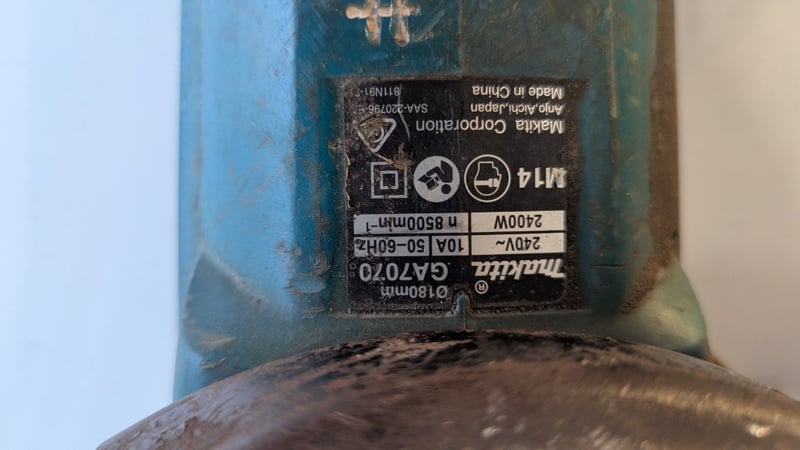 Ø180mm
makita® GA7070
240V~ 10A 50–60Hz
2400W n 8500min⁻¹
M14
Makita Corporation
Anjo,Aichi,Japan SAA-220796-E
Made in China 811N91-